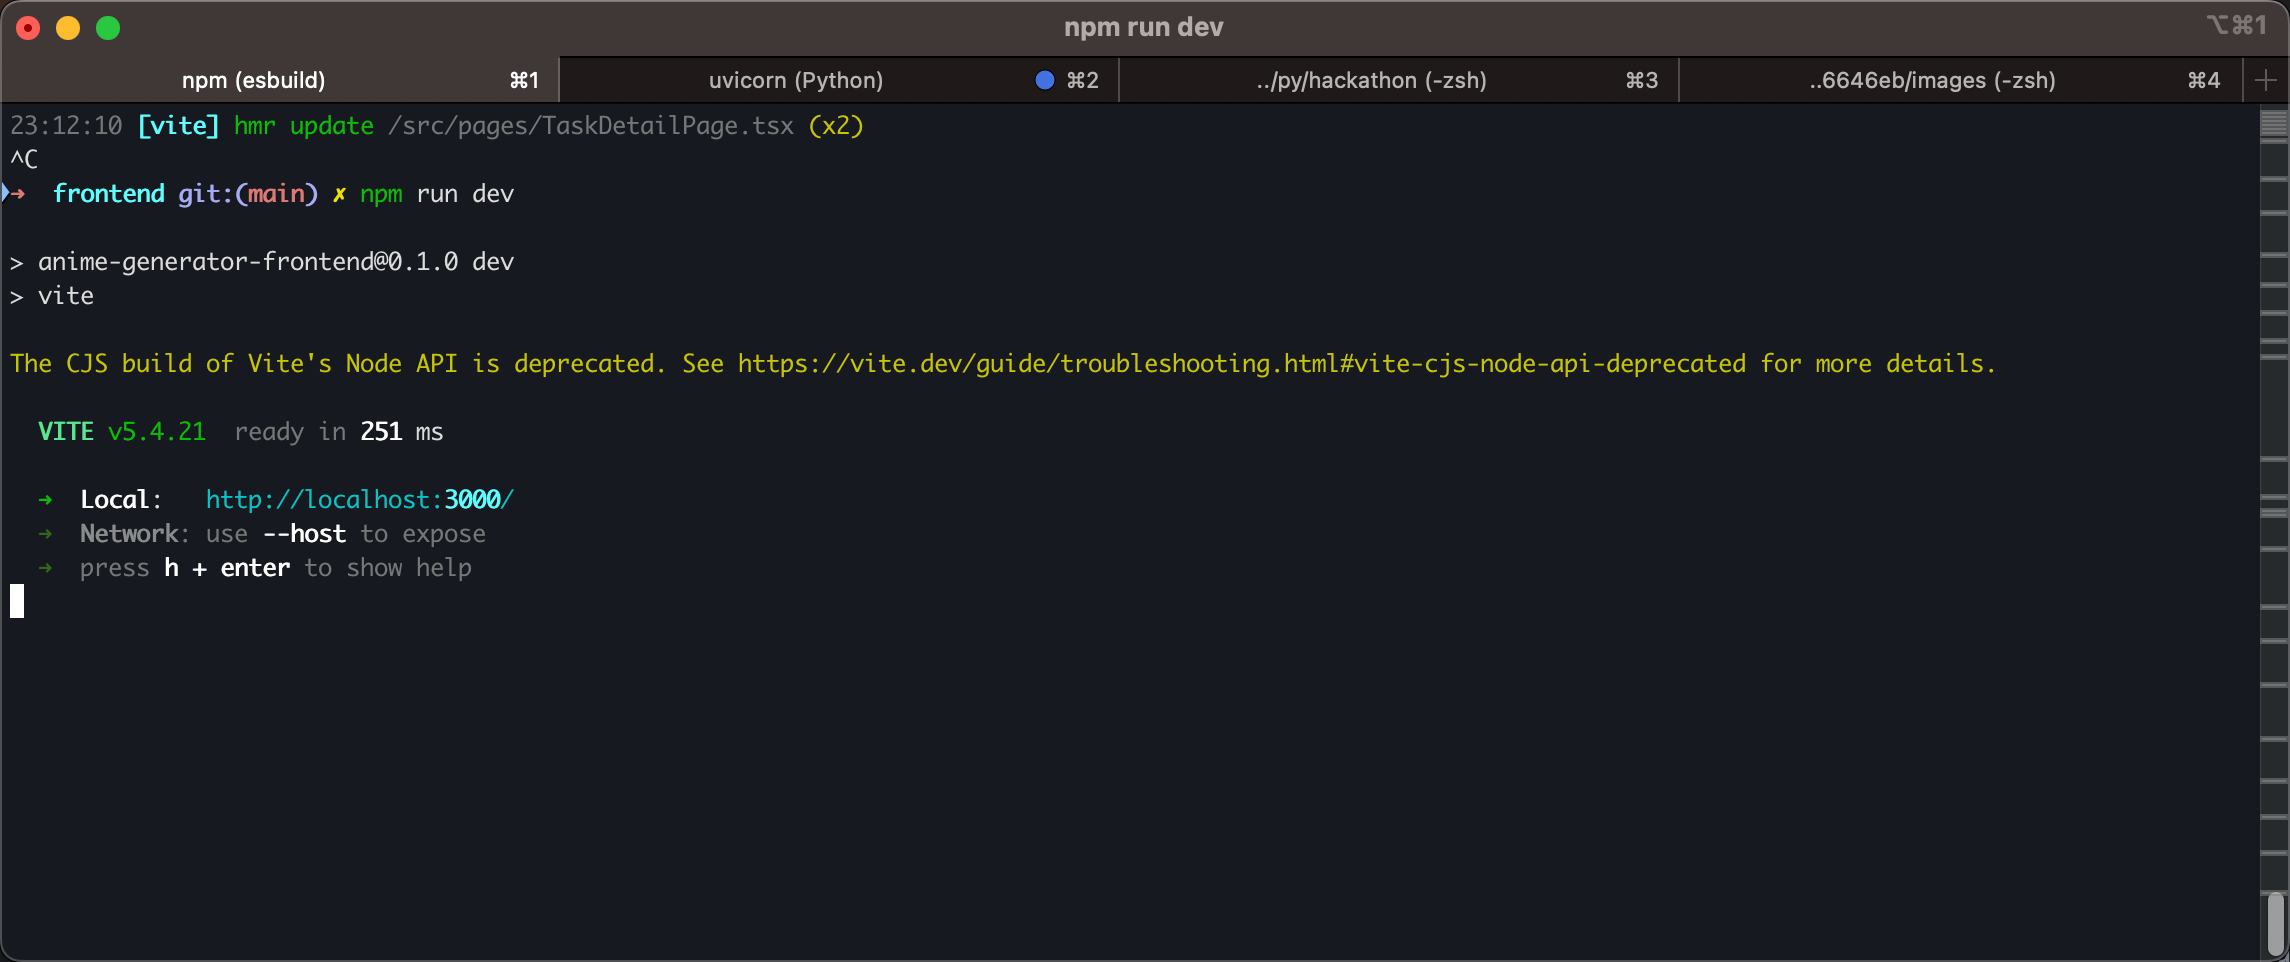 npm run dev
⌥⌘1
npm (esbuild) ⌘1
uvicorn (Python) ⌘2
../py/hackathon (-zsh) ⌘3
..6646eb/images (-zsh) ⌘4
23:12:10 [vite] hmr update /src/pages/TaskDetailPage.tsx (x2)
^C
➜  frontend git:(main) ✗ npm run dev
> anime-generator-frontend@0.1.0 dev
> vite
The CJS build of Vite's Node API is deprecated. See https://vite.dev/guide/troubleshooting.html#vite-cjs-node-api-deprecated for more details.
VITE v5.4.21  ready in 251 ms
➜  Local:   http://localhost:3000/
➜  Network: use --host to expose
➜  press h + enter to show help